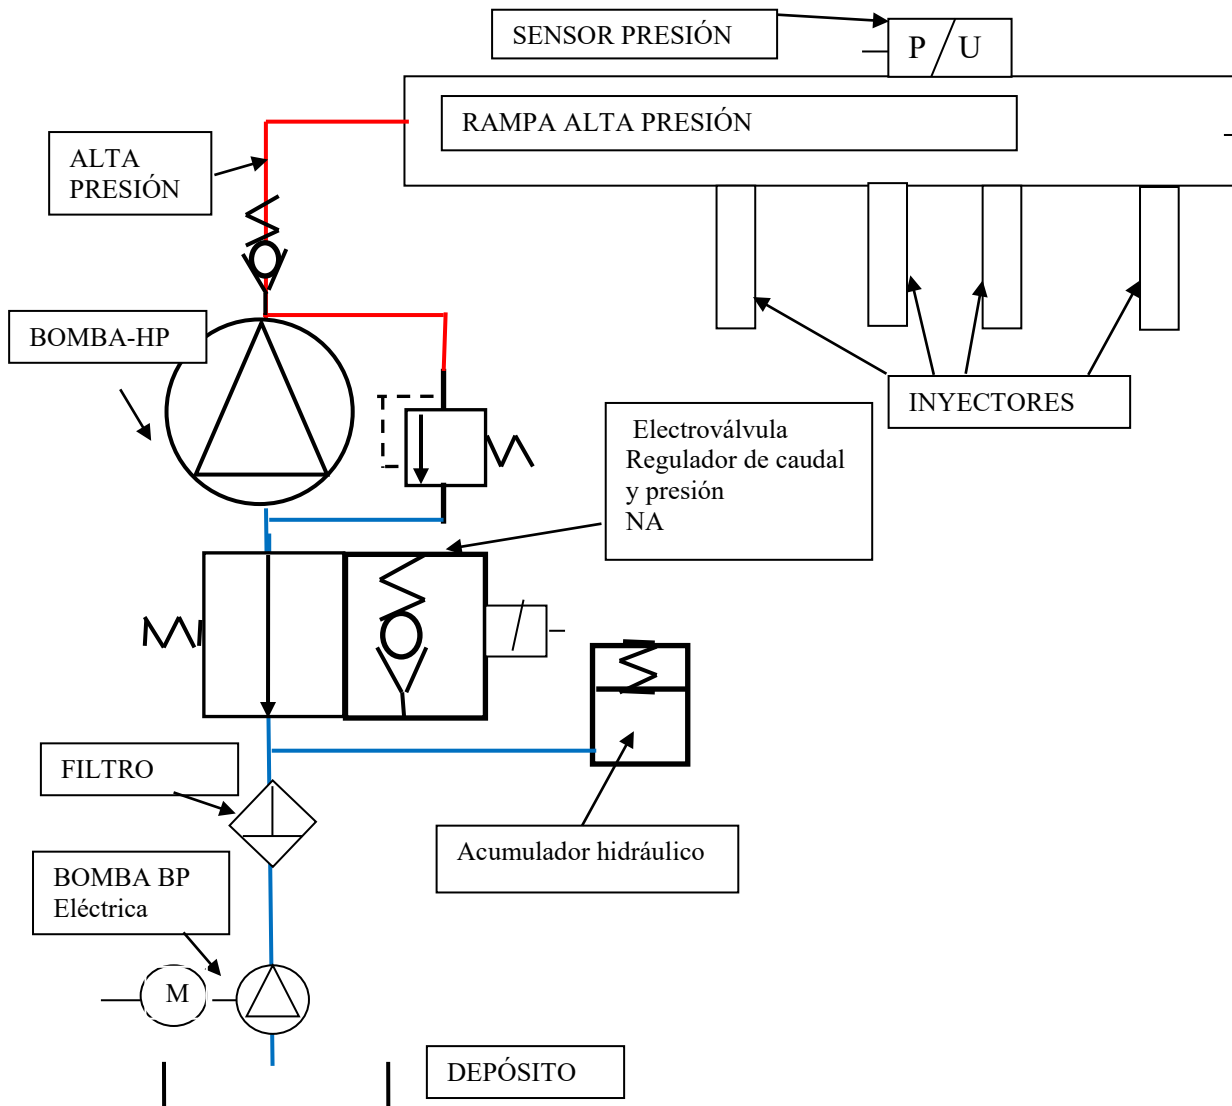 SENSOR PRESIÓN
P U
RAMPA ALTA PRESIÓN
ALTA
PRESIÓN
BOMBA-HP
INYECTORES
Electroválvula
Regulador de caudal
y presión
NA
FILTRO
Acumulador hidráulico
BOMBA BP
Eléctrica
M
DEPÓSITO